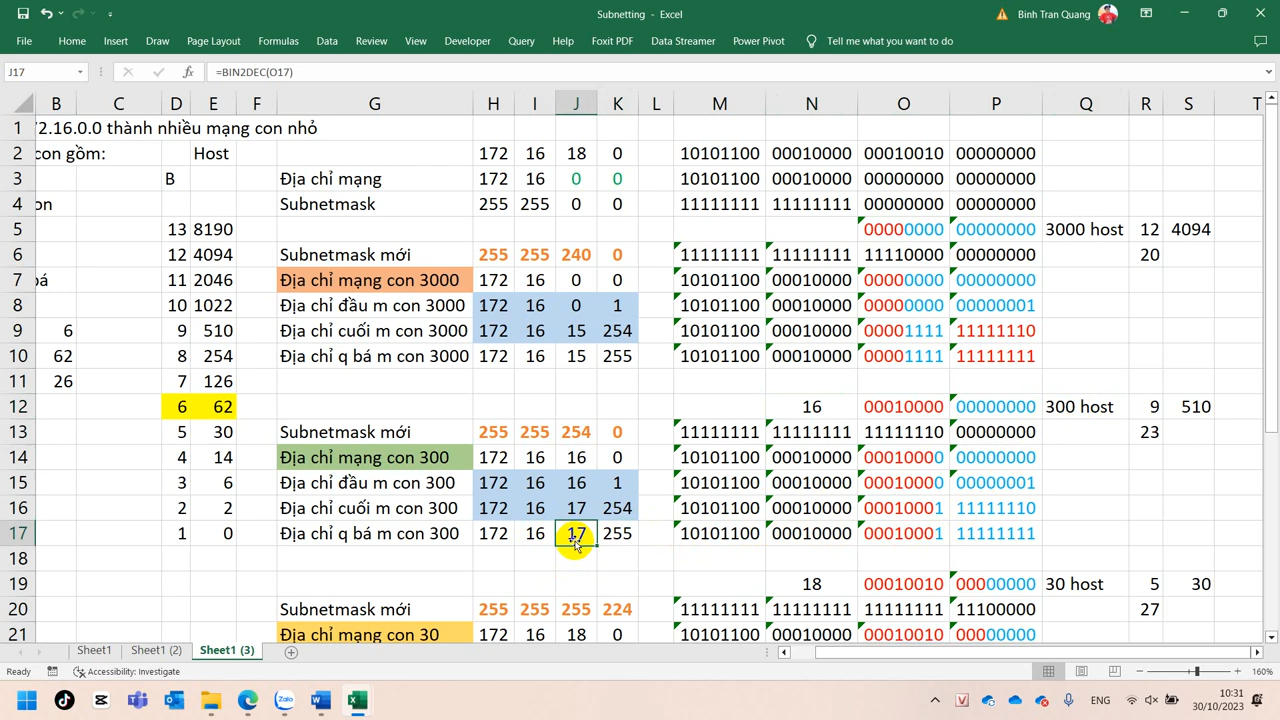 Subnetting - Excel
Binh Tran Quang
File Home Insert Draw Page Layout Formulas Data Review View Developer Query Help Foxit PDF Data Streamer Power Pivot Tell me what you want to do
J17 fx =BIN2DEC(O17)
B C D E F G H I J K L M N O P Q R S T
1 72.16.0.0 thành nhiều mạng con nhỏ
2 con gồm: Host 172 16 18 0 10101100 00010000 00010010 00000000
3 B Địa chỉ mạng 172 16 0 0 10101100 00010000 00000000 00000000
4 on Subnetmask 255 255 0 0 11111111 11111111 00000000 00000000
5 13 8190 00000000 00000000 3000 host 12 4094
6 12 4094 Subnetmask mới 255 255 240 0 11111111 11111111 11110000 00000000 20
7 bá 11 2046 Địa chỉ mạng con 3000 172 16 0 0 10101100 00010000 00000000 00000000
8 10 1022 Địa chỉ đầu m con 3000 172 16 0 1 10101100 00010000 00000000 00000001
9 6 9 510 Địa chỉ cuối m con 3000 172 16 15 254 10101100 00010000 00001111 11111110
10 62 8 254 Địa chỉ q bá m con 3000 172 16 15 255 10101100 00010000 00001111 11111111
11 26 7 126
12 6 62 16 00010000 00000000 300 host 9 510
13 5 30 Subnetmask mới 255 255 254 0 11111111 11111111 11111110 00000000 23
14 4 14 Địa chỉ mạng con 300 172 16 16 0 10101100 00010000 00010000 00000000
15 3 6 Địa chỉ đầu m con 300 172 16 16 1 10101100 00010000 00010000 00000001
16 2 2 Địa chỉ cuối m con 300 172 16 17 254 10101100 00010000 00010001 11111110
17 1 0 Địa chỉ q bá m con 300 172 16 17 255 10101100 00010000 00010001 11111111
18
19 18 00010010 00000000 30 host 5 30
20 Subnetmask mới 255 255 255 224 11111111 11111111 11111111 11100000 27
21 Địa chỉ mạng con 30 172 16 18 0 10101100 00010000 00010010 00000000
Sheet1 Sheet1 (2) Sheet1 (3)
Ready Accessibility: Investigate 160%
ENG 10:31
30/10/2023